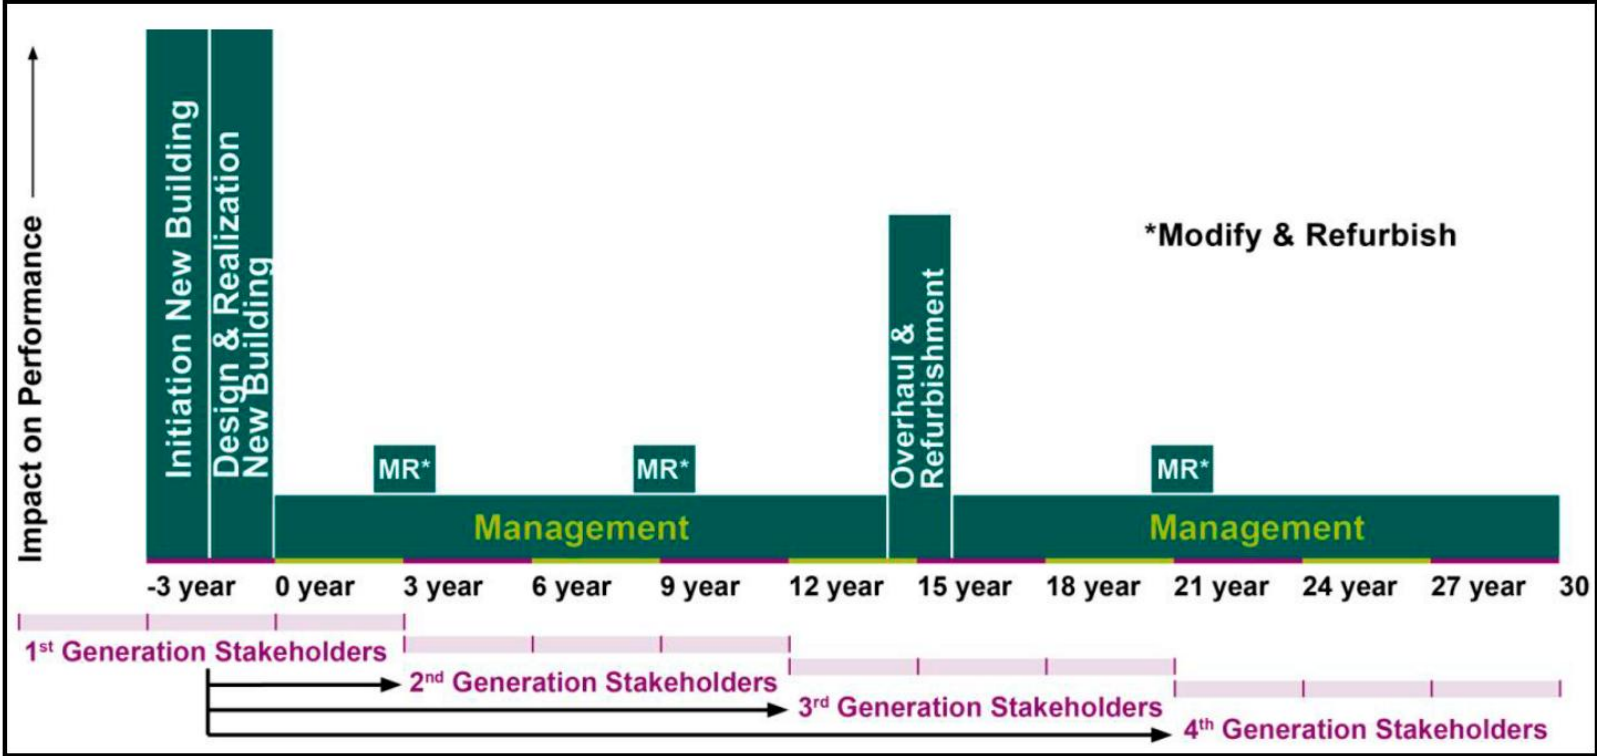 Impact on Performance
Initiation New Building
Design & Realization
New Building
MR*
MR*
Overhaul &
Refurbishment
*Modify & Refurbish
MR*
Management
Management
-3 year 0 year 3 year 6 year 9 year 12 year 15 year 18 year 21 year 24 year 27 year 30
1st Generation Stakeholders
2nd Generation Stakeholders
3rd Generation Stakeholders
4th Generation Stakeholders